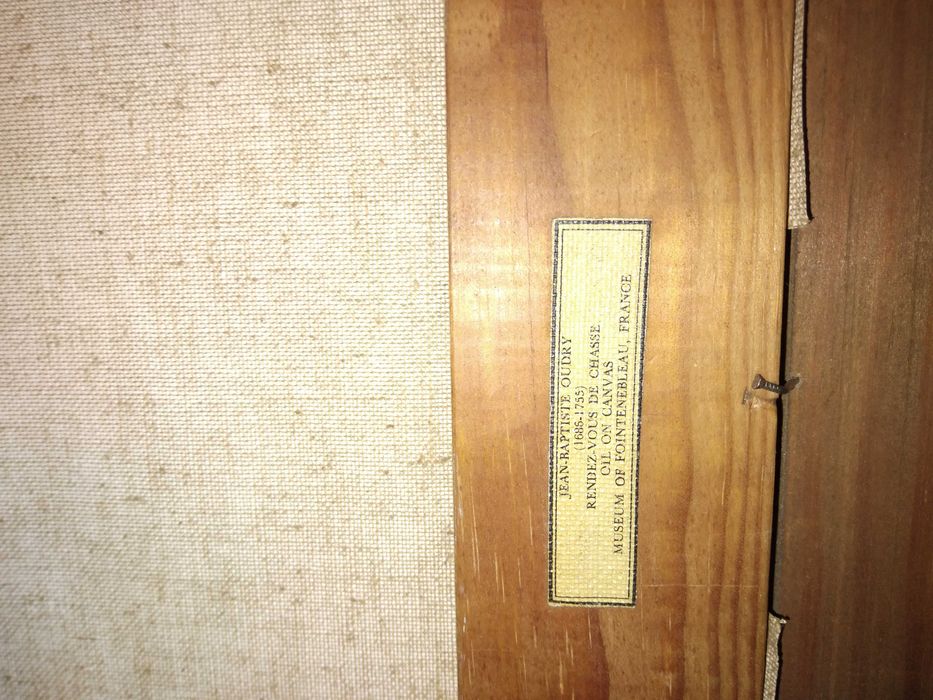 JEAN-BAPTISTE OUDRY
(1686-1755)
RENDEZ-VOUS DE CHASSE
OIL ON CANVAS
MUSEUM OF FOINTENEBLEAU, FRANCE